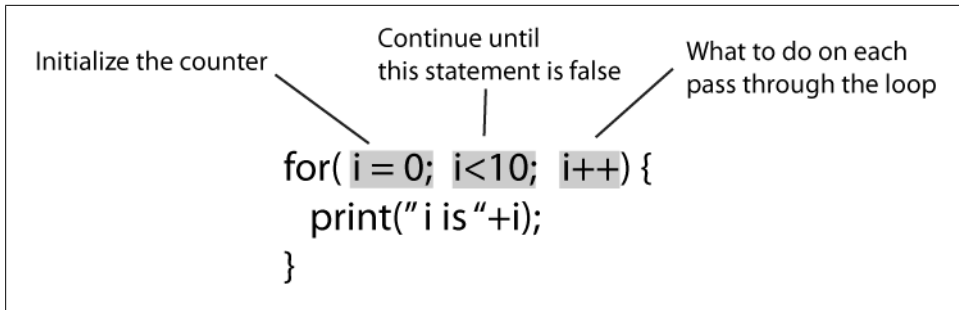 Initialize the counter
Continue until
this statement is false
What to do on each
pass through the loop
for( i = 0; i<10; i++) {
print(" i is “+i);
}